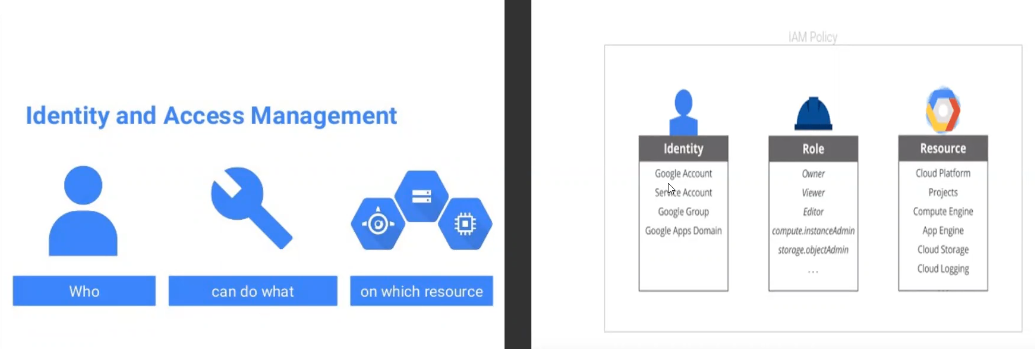 Identity and Access Management
Who
can do what
on which resource
IAM Policy
Identity
Google Account
Service Account
Google Group
Google Apps Domain
Role
Owner
Viewer
Editor
compute.instanceAdmin
storage.objectAdmin
...
Resource
Cloud Platform
Projects
Compute Engine
App Engine
Cloud Storage
Cloud Logging
...